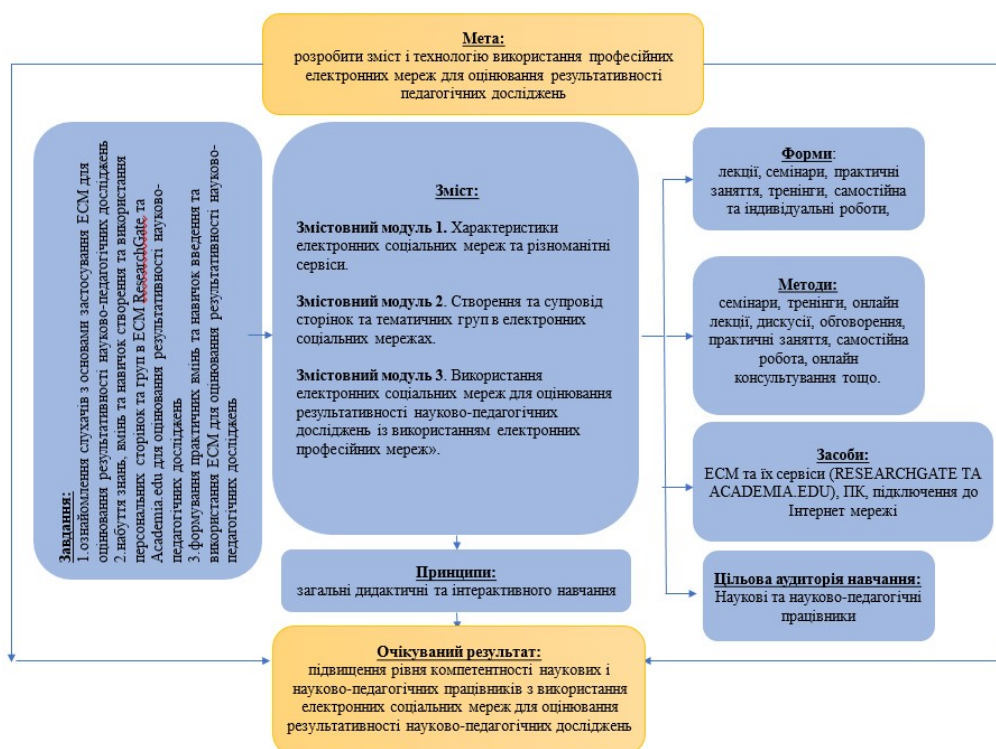 Мета:
розробити зміст і технологію використання професійних
електронних мереж для оцінювання результативності
педагогічних досліджень
Завдання:
1.ознайомлення слухачів з основами застосування ЕСМ для
оцінювання результативності науково-педагогічних досліджень
2.набуття знань, вмінь та навичок створення та використання
персональних сторінок та груп в ЕСМ ResearchGate та
Academia.edu для оцінювання результативності науково-
педагогічних досліджень
3.формування практичних вмінь та навичок введення та
використання ЕСМ для оцінювання результативності науково-
педагогічних досліджень
Зміст:
Змістовний модуль 1. Характеристики
електронних соціальних мереж та різноманітні
сервіси.
Змістовний модуль 2. Створення та супровід
сторінок та тематичних груп в електронних
соціальних мережах.
Змістовний модуль 3. Використання
електронних соціальних мереж для оцінювання
результативності науково-педагогічних
досліджень із використанням електронних
професійних мереж».
Форми:
лекції, семінари, практичні
заняття, тренінги, самостійна
та індивідуальні роботи,
Методи:
семінари, тренінги, онлайн
лекції, дискусії, обговорення,
практичні заняття, самостійна
робота, онлайн
консультування тощо.
Засоби:
ЕСМ та їх сервіси (RESEARCHGATE ТА
ACADEMIA.EDU), ПК, підключення до
Інтернет мережі
Цільова аудиторія навчання:
Наукові та науково-педагогічні
працівники
Принципи:
загальні дидактичні та інтерактивного навчання
Очікуваний результат:
підвищення рівня компетентності наукових і
науково-педагогічних працівників з використання
електронних соціальних мереж для оцінювання
результативності науково-педагогічних досліджень